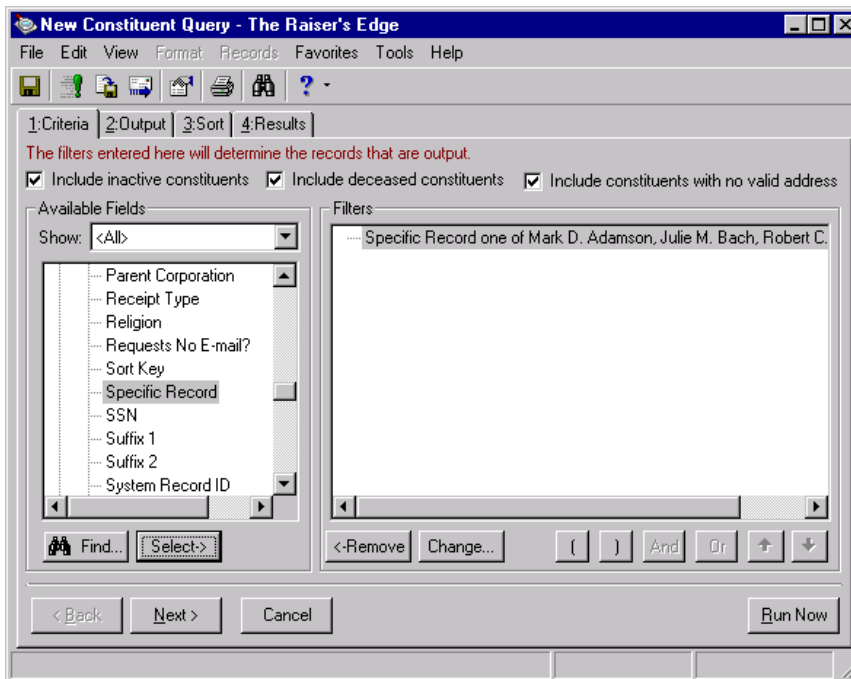 New Constituent Query - The Raiser's Edge
File Edit View Format Records Favorites Tools Help
1:Criteria 2:Output 3:Sort 4:Results
The filters entered here will determine the records that are output.
Include inactive constituents Include deceased constituents Include constituents with no valid address
Available Fields
Show: <All>
Parent Corporation
Receipt Type
Religion
Requests No E-mail?
Sort Key
Specific Record
SSN
Suffix 1
Suffix 2
System Record ID
Find... Select->
Filters
Specific Record one of Mark D. Adamson, Julie M. Bach, Robert C.
<-Remove Change... ( ) And Or
< Back Next > Cancel Run Now